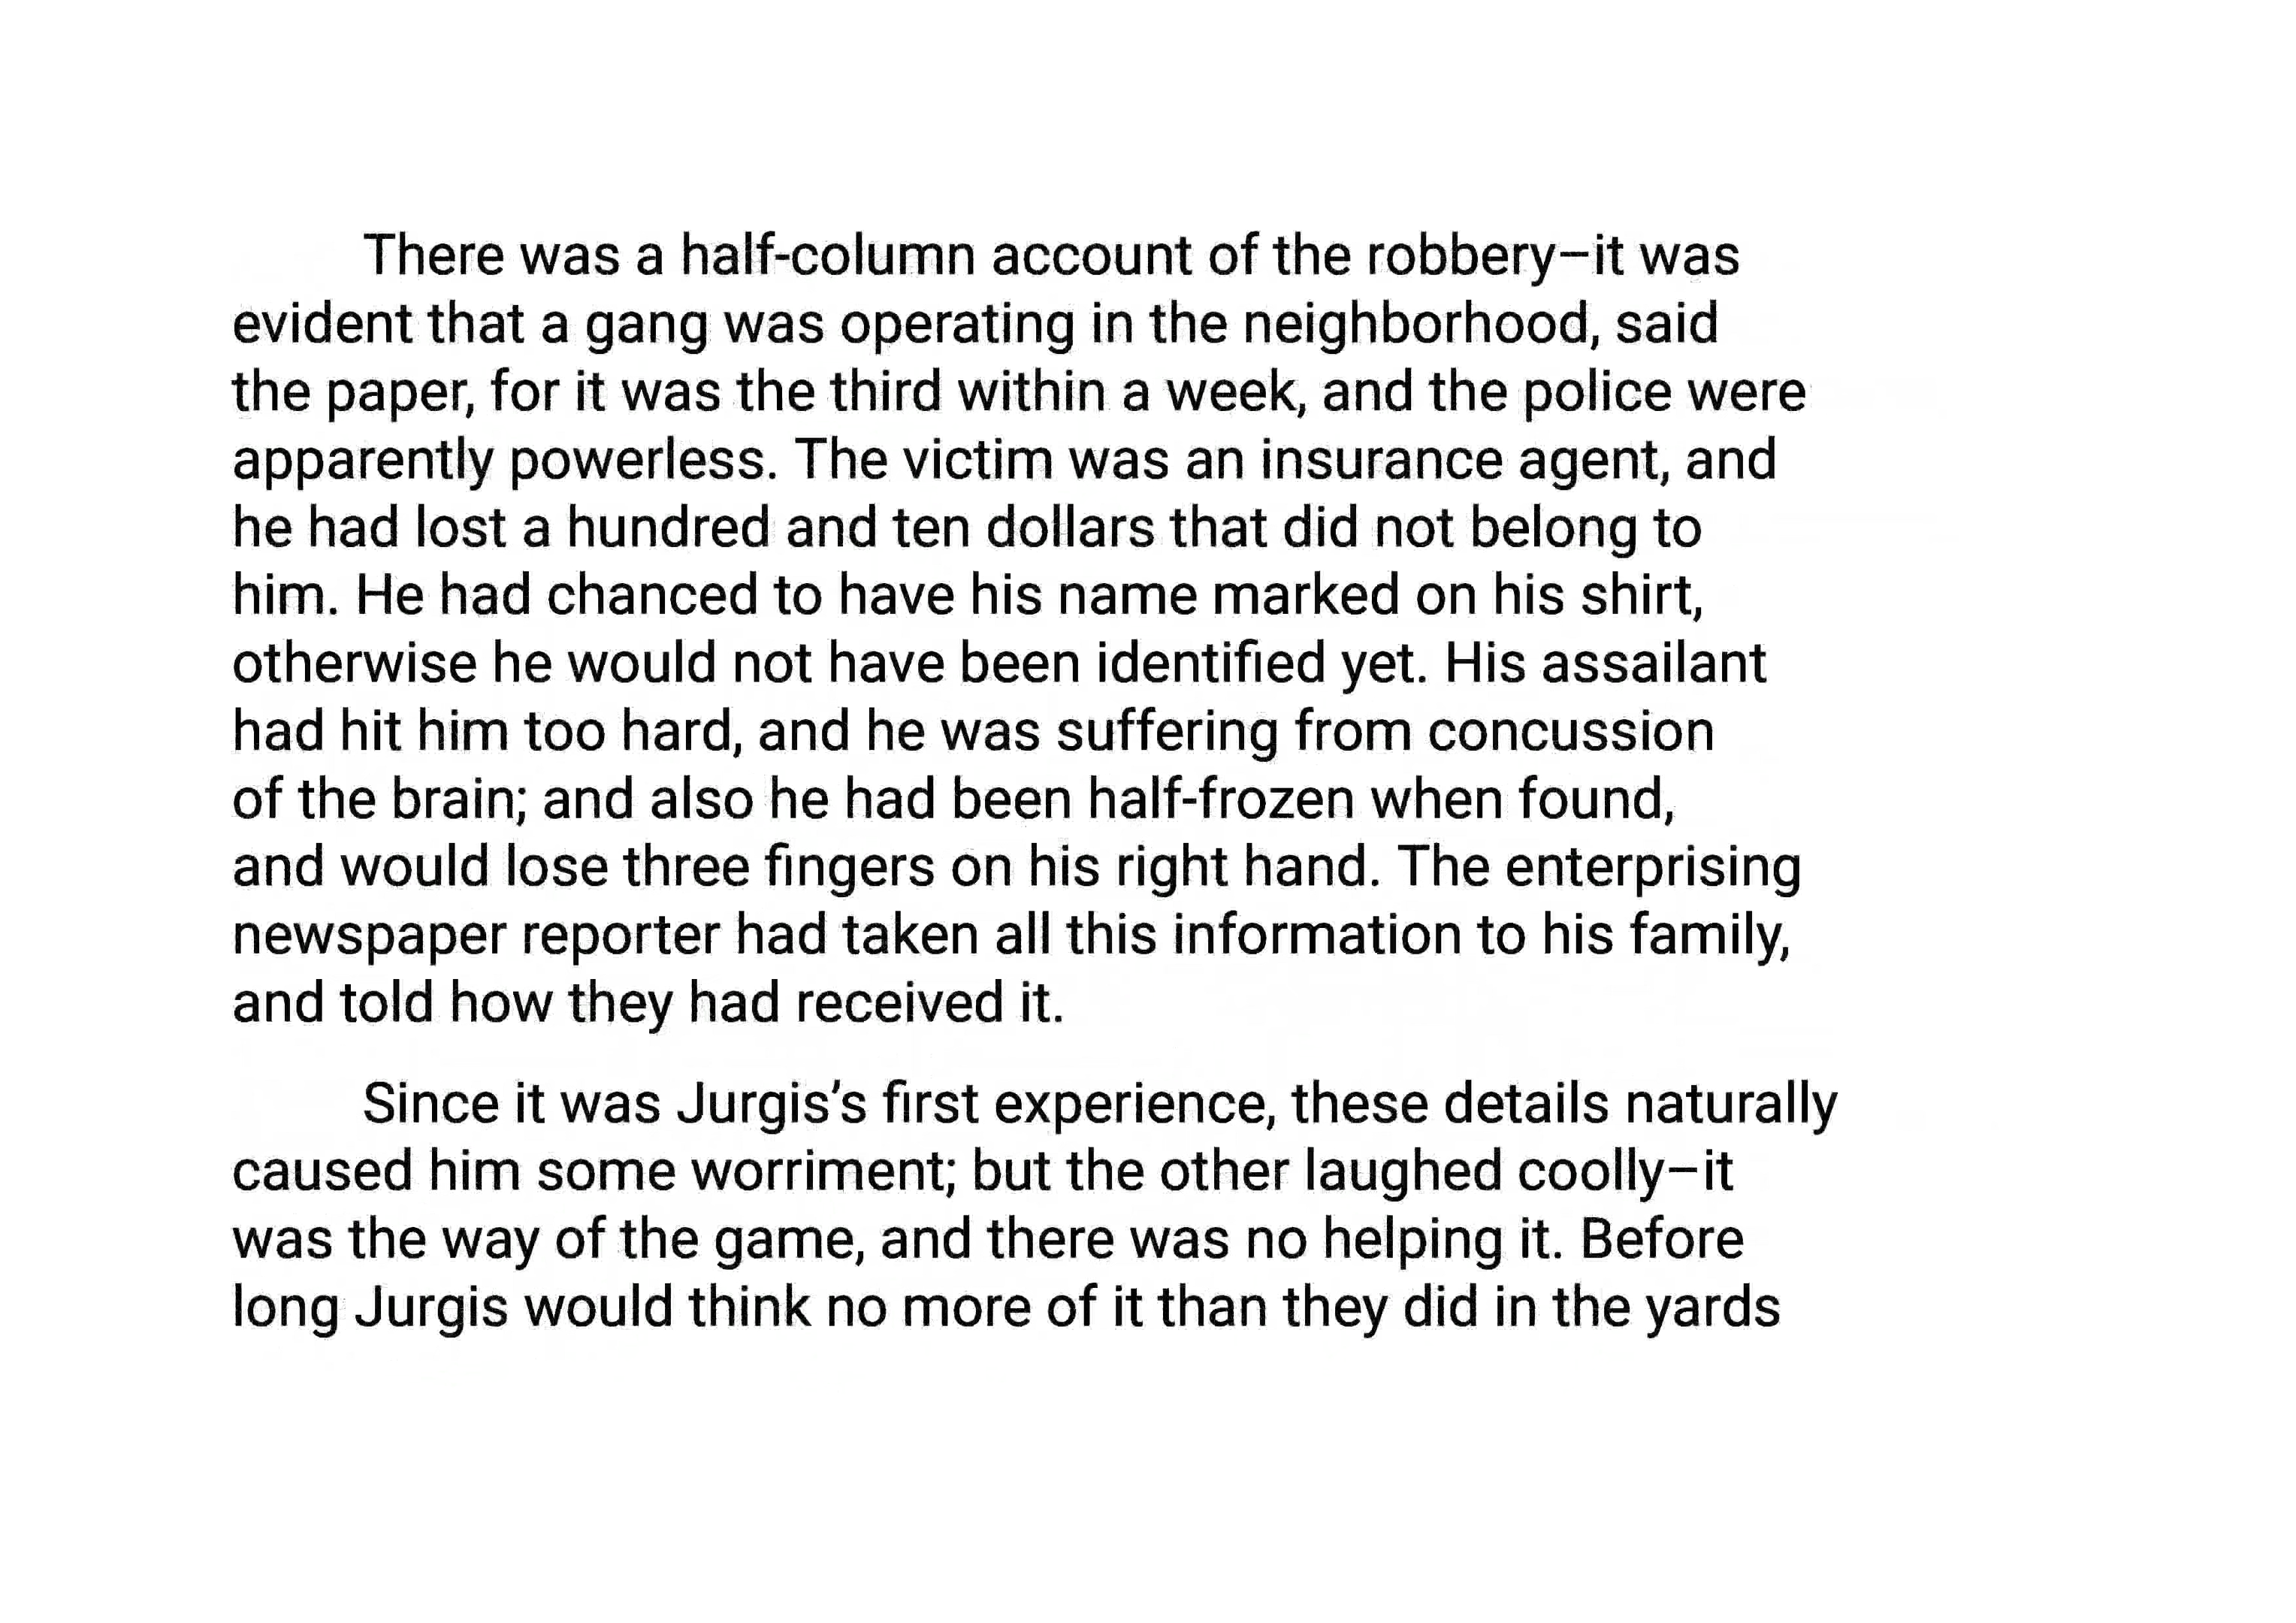 There was a half-column account of the robbery–it was
evident that a gang was operating in the neighborhood, said
the paper, for it was the third within a week, and the police were
apparently powerless. The victim was an insurance agent, and
he had lost a hundred and ten dollars that did not belong to
him. He had chanced to have his name marked on his shirt,
otherwise he would not have been identified yet. His assailant
had hit him too hard, and he was suffering from concussion
of the brain; and also he had been half-frozen when found,
and would lose three fingers on his right hand. The enterprising
newspaper reporter had taken all this information to his family,
and told how they had received it.
Since it was Jurgis’s first experience, these details naturally
caused him some worriment; but the other laughed coolly–it
was the way of the game, and there was no helping it. Before
long Jurgis would think no more of it than they did in the yards